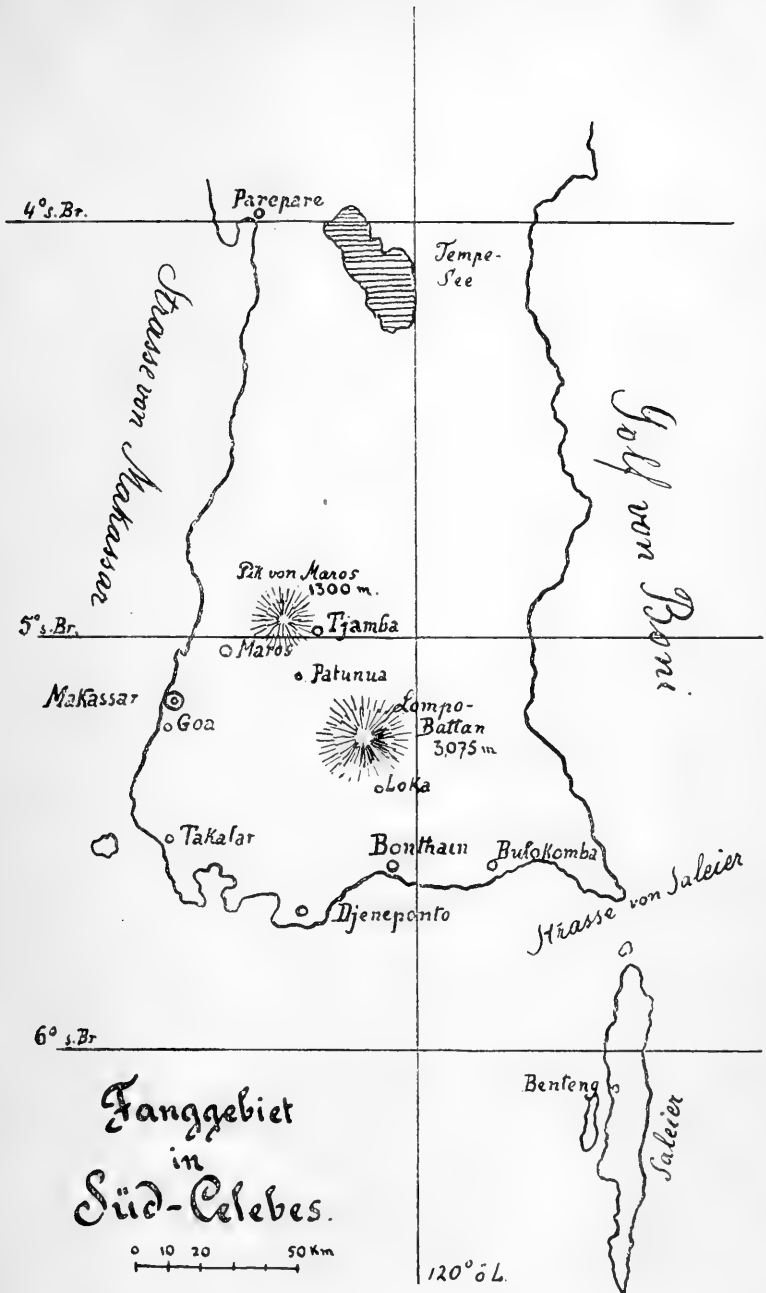 Parepare
4° s. Br.
Tempe-
See
Strasse von Makassar
Golf von Boni
Pik von Maros
1300 m.
5° s. Br.
Tjamba
Maros
Patunua
Makassar
Goa
Lompo-
Battan
3,075 m
Loka
Takalar
Bonthain
Bulokomba
Djeneponto
Strasse von Saleier
6° s. Br
Benteng
Saleier
Fanggebiet
in
Süd-Celebes.
0 10 20 50 Km
120° ö L.